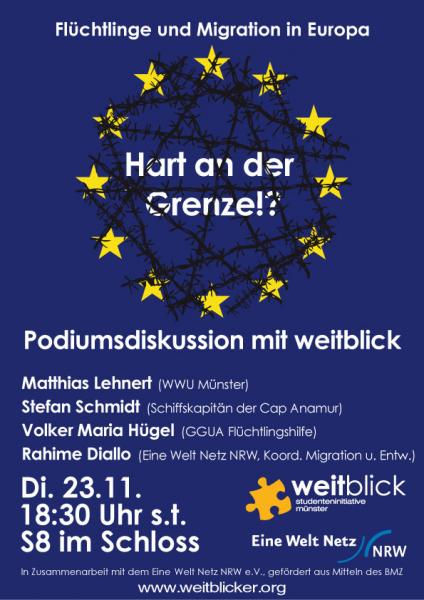 Flüchtlinge und Migration in Europa
Hart an der
Grenze!?
Podiumsdiskussion mit weitblick
Matthias Lehnert (WWU Münster)
Stefan Schmidt (Schiffskapitän der Cap Anamur)
Volker Maria Hügel (GGUA Flüchtlingshilfe)
Rahime Diallo (Eine Welt Netz NRW, Koord. Migration u. Entw.)
Di. 23.11.
18:30 Uhr s.t.
S8 im Schloss
weitblick
studenteninitiative
münster
Eine Welt Netz NRW
In Zusammenarbeit mit dem Eine Welt Netz NRW e.V., gefördert aus Mitteln des BMZ
www.weitblicker.org